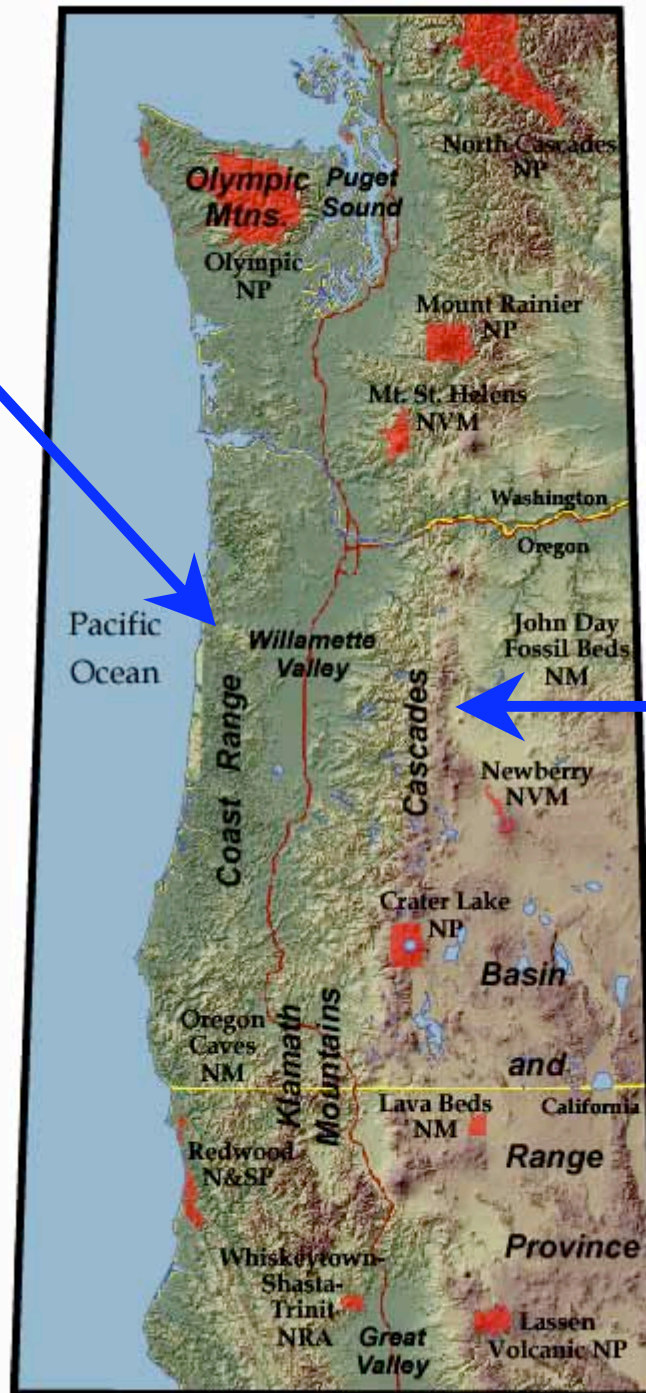 North Cascades
NP
Olympic
Mtns.
Puget
Sound
Olympic
NP
Mount Rainier
NP
Mt. St. Helens
NVM
Washington
Oregon
Pacific
Ocean
Willamette
Valley
John Day
Fossil Beds
NM
Coast Range
Cascades
Newberry
NVM
Crater Lake
NP
Basin
and
Range
Province
Oregon
Caves
NM
Klamath
Mountains
California
Lava Beds
NM
Redwood
N&SP
Whiskeytown-
Shasta-
Trinit
NRA
Great
Valley
Lassen
Volcanic NP